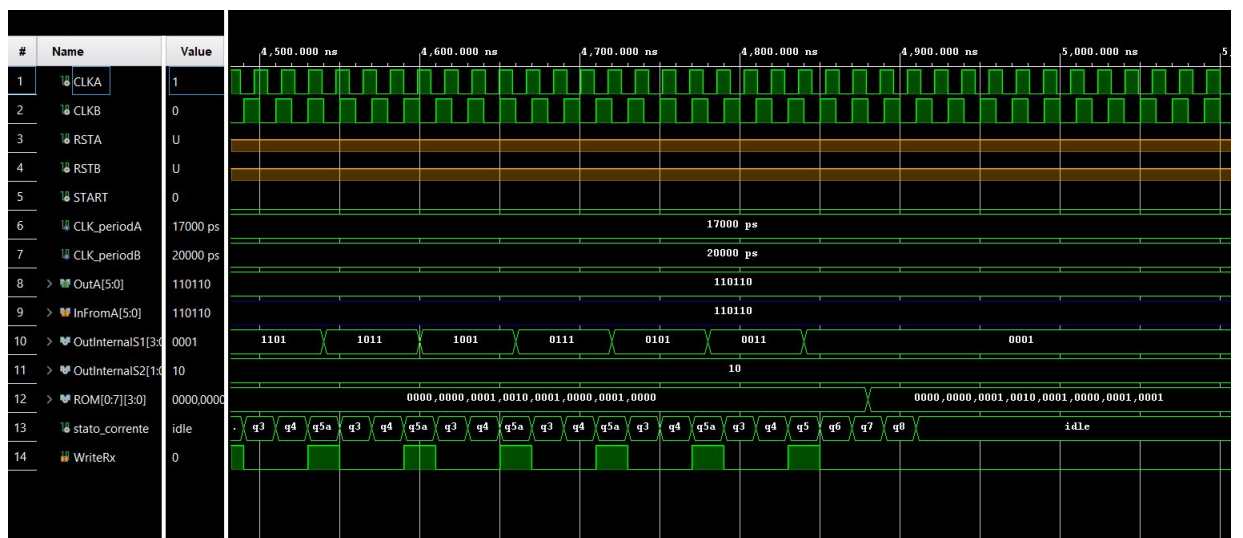 # Name Value 4,500.000 ns 4,600.000 ns 4,700.000 ns 4,800.000 ns 4,900.000 ns 5,000.000 ns 5,
1 CLKA 1
2 CLKB 0
3 RSTA U
4 RSTB U
5 START 0
6 CLK_periodA 17000 ps 17000 ps
7 CLK_periodB 20000 ps 20000 ps
8 > OutA[5:0] 110110 110110
9 > InFromA[5:0] 110110 110110
10 > OutInternalS1[3:0 0001 1101 1011 1001 0111 0101 0011 0001
11 > OutInternalS2[1:0 10 10
12 > ROM[0:7][3:0] 0000,0000 0000,0000,0001,0010,0001,0000,0001,0000 0000,0000,0001,0010,0001,0000,0001,0001
13 stato_corrente idle . q3 q4 q5a q3 q4 q5a q3 q4 q5a q3 q4 q5a q3 q4 q5a q3 q4 q5 q6 q7 q8 idle
14 WriteRx 0